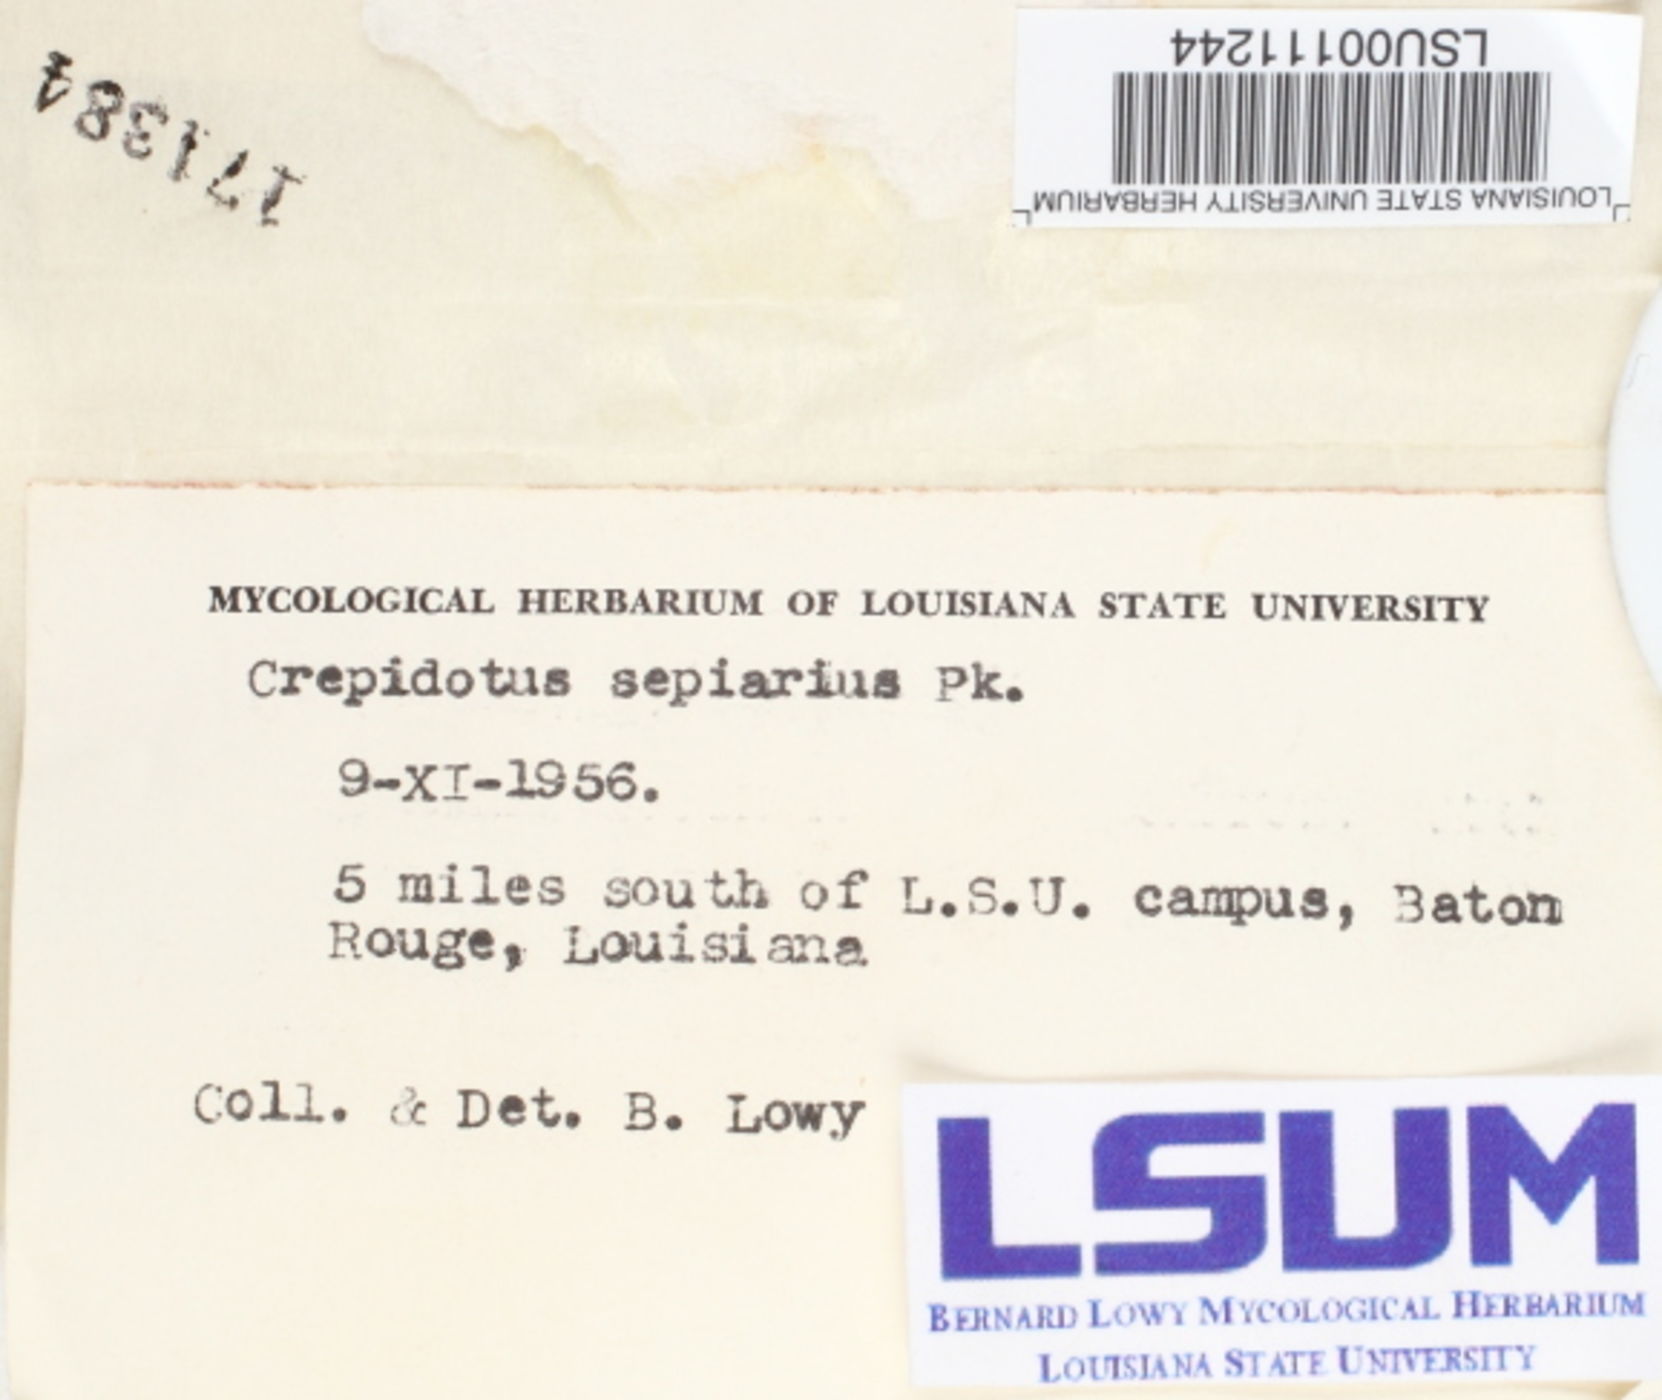 171384
LSU00111244
LOUISIANA STATE UNIVERSITY HERBARIUM
MYCOLOGICAL HERBARIUM OF LOUISIANA STATE UNIVERSITY
Crepidotus sepiarius Pk.
9-XI-1956.
5 miles south of L.S.U. campus, Baton
Rouge, Louisiana
Coll. & Det. B. Lowy
LSUM
BERNARD LOWY MYCOLOGICAL HERBARIUM
LOUISIANA STATE UNIVERSITY